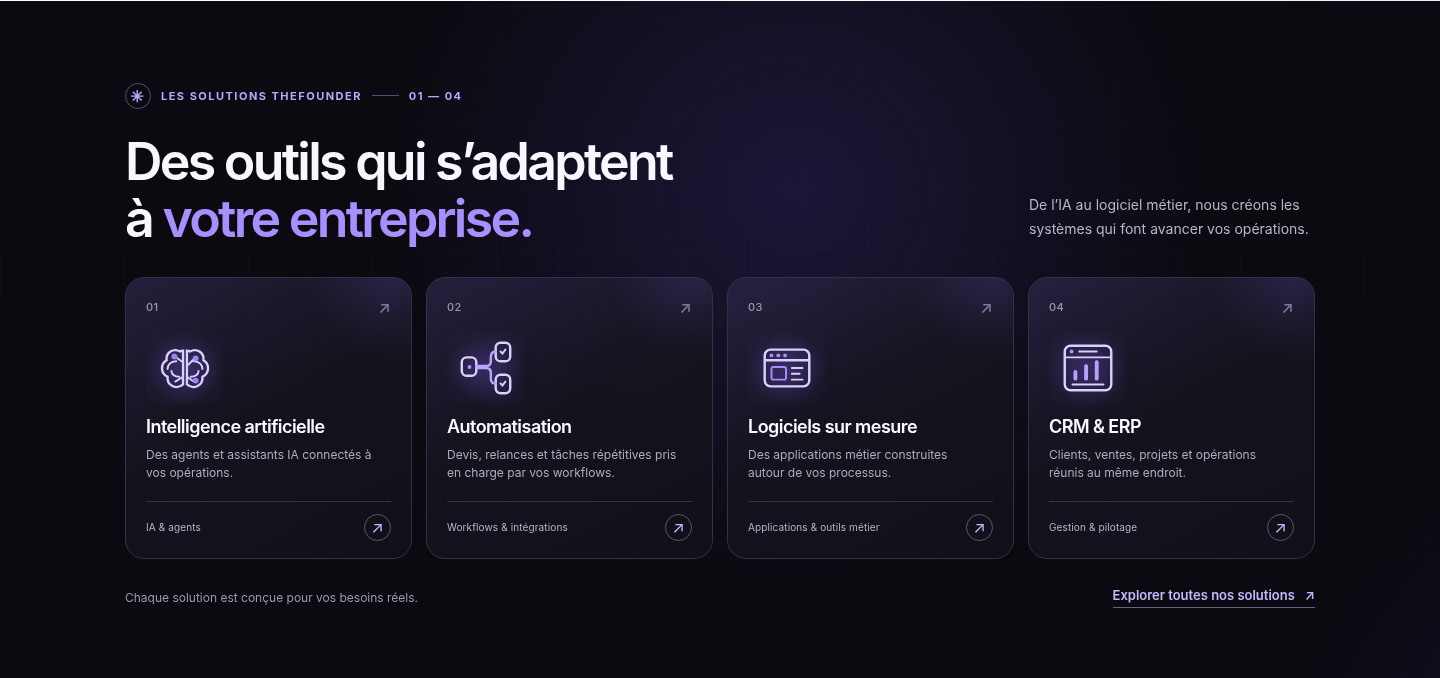 LES SOLUTIONS THEFOUNDER — 01 — 04
Des outils qui s’adaptent
à votre entreprise.
De l’IA au logiciel métier, nous créons les
systèmes qui font avancer vos opérations.
01
Intelligence artificielle
Des agents et assistants IA connectés à
vos opérations.
IA & agents
02
Automatisation
Devis, relances et tâches répétitives pris
en charge par vos workflows.
Workflows & intégrations
03
Logiciels sur mesure
Des applications métier construites
autour de vos processus.
Applications & outils métier
04
CRM & ERP
Clients, ventes, projets et opérations
réunis au même endroit.
Gestion & pilotage
Chaque solution est conçue pour vos besoins réels.
Explorer toutes nos solutions